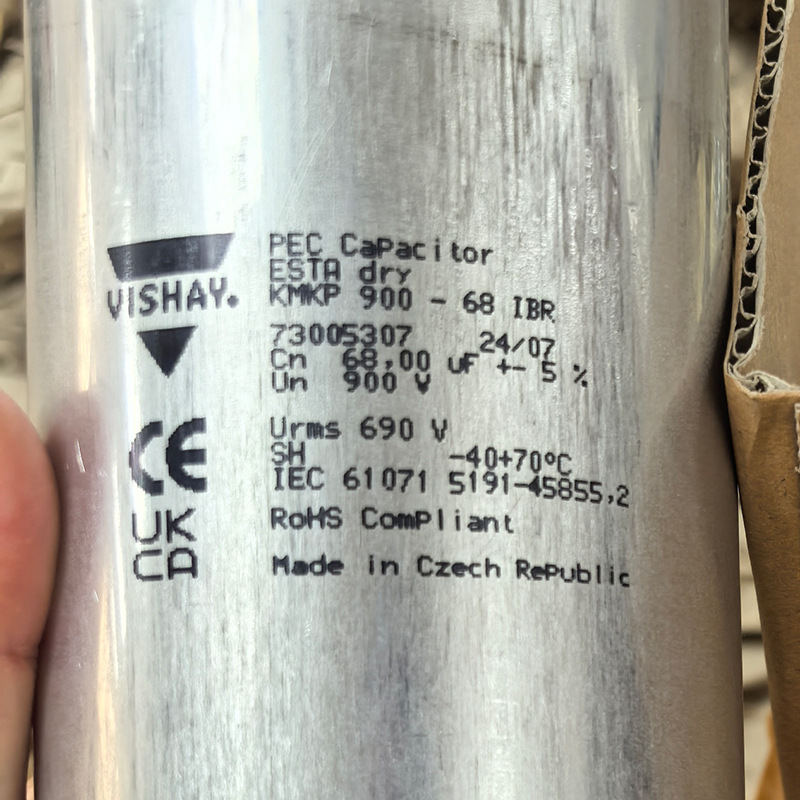 VISHAY.
PEC CaPacitor
ESTA dry
KMKP 900 - 68 IBR
73005307 24/07
Cn 68,00 uF +- 5 %
Un 900 V
CE
Urms 690 V
SH -40+70°C
IEC 61071 5191-45855,2
UK
CA
RoHS ComPliant
Made in Czech RePublic